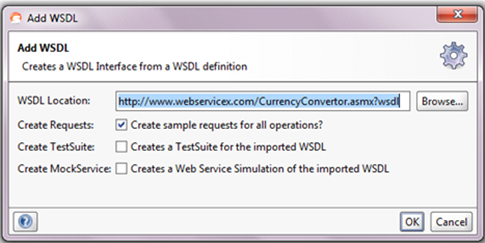 Add WSDL
Add WSDL
Creates a WSDL Interface from a WSDL definition
WSDL Location: http://www.webservicex.com/CurrencyConvertor.asmx?wsdl Browse...
Create Requests: Create sample requests for all operations?
Create TestSuite: Creates a TestSuite for the imported WSDL
Create MockService: Creates a Web Service Simulation of the imported WSDL
? OK Cancel